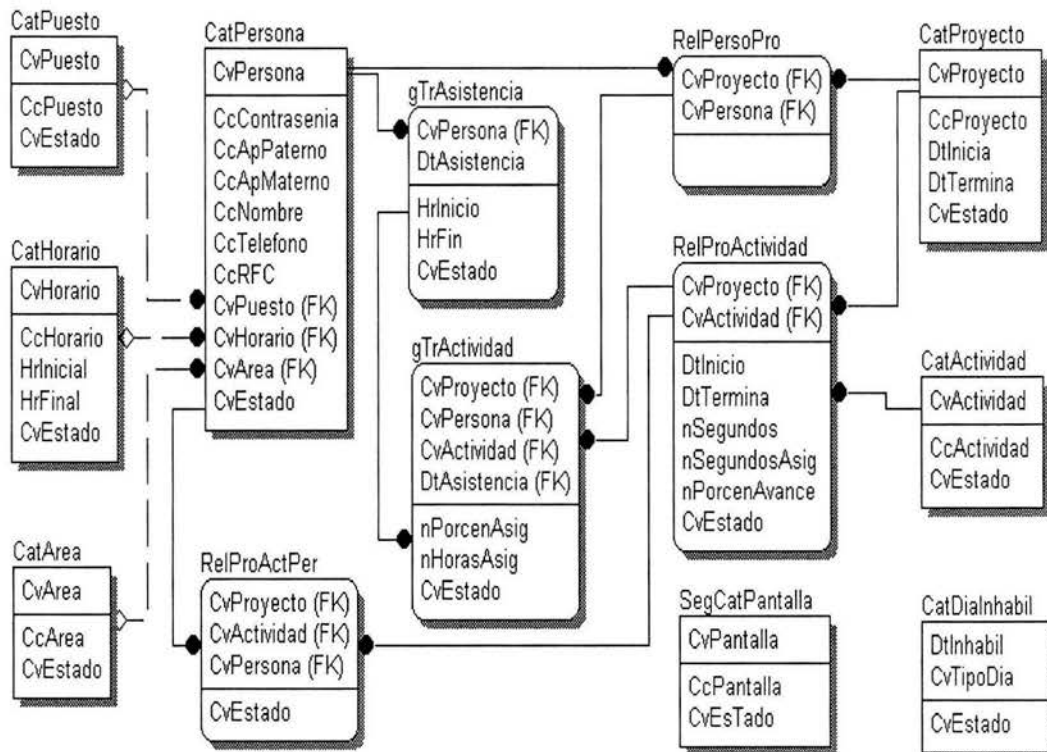 CatPuesto
CvPuesto
CcPuesto
CvEstado
CatHorario
CvHorario
CcHorario
HrInicial
HrFinal
CvEstado
CatArea
CvArea
CcArea
CvEstado
CatPersona
CvPersona
CcContrasenia
CcApPaterno
CcApMaterno
CcNombre
CcTelefono
CcRFC
CvPuesto (FK)
CvHorario (FK)
CvArea (FK)
CvEstado
RelProActPer
CvProyecto (FK)
CvActividad (FK)
CvPersona (FK)
CvEstado
gTrAsistencia
CvPersona (FK)
DtAsistencia
HrInicio
HrFin
CvEstado
gTrActividad
CvProyecto (FK)
CvPersona (FK)
CvActividad (FK)
DtAsistencia (FK)
nPorcenAsig
nHorasAsig
CvEstado
RelPersoPro
CvProyecto (FK)
CvPersona (FK)
RelProActividad
CvProyecto (FK)
CvActividad (FK)
DtInicio
DtTermina
nSegundos
nSegundosAsig
nPorcenAvance
CvEstado
SegCatPantalla
CvPantalla
CcPantalla
CvEsTado
CatProyecto
CvProyecto
CcProyecto
DtInicia
DtTermina
CvEstado
CatActividad
CvActividad
CcActividad
CvEstado
CatDiaInhabil
DtInhabil
CvTipoDia
CvEstado